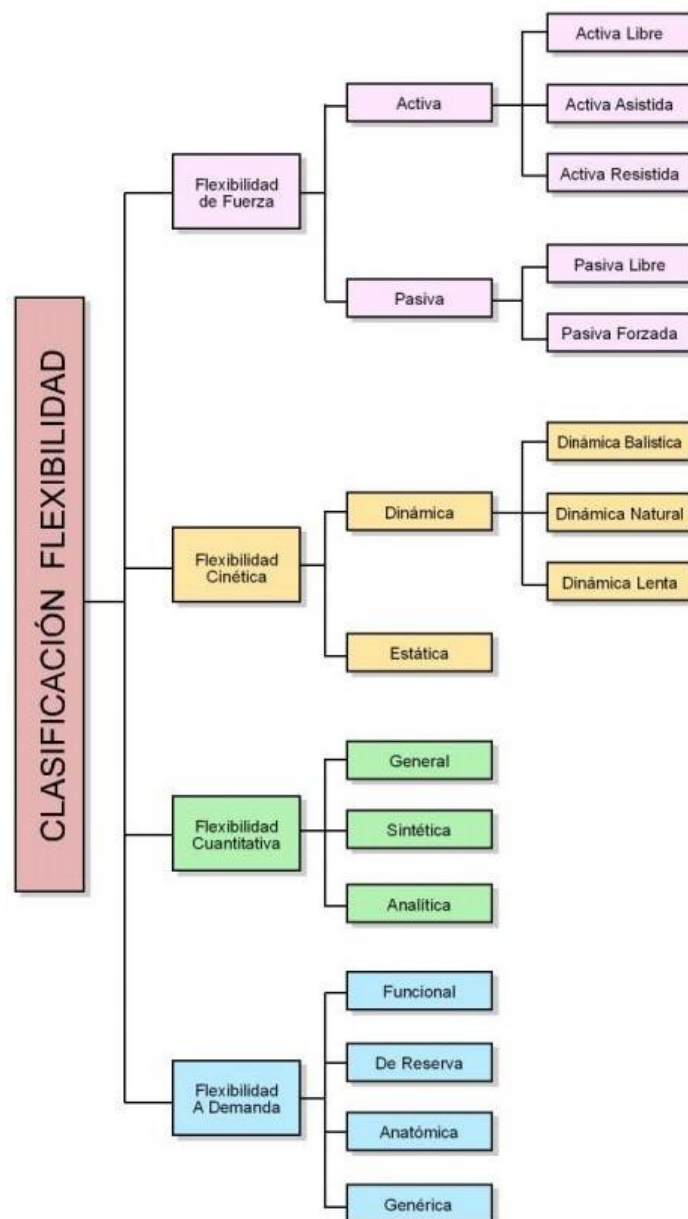 CLASIFICACIÓN FLEXIBILIDAD
Flexibilidad
de Fuerza
Activa
Activa Libre
Activa Asistida
Activa Resistida
Pasiva
Pasiva Libre
Pasiva Forzada
Flexibilidad
Cinética
Dinámica
Dinámica Balistica
Dinámica Natural
Dinámica Lenta
Estática
Flexibilidad
Cuantitativa
General
Sintética
Analítica
Flexibilidad
A Demanda
Funcional
De Reserva
Anatómica
Genérica